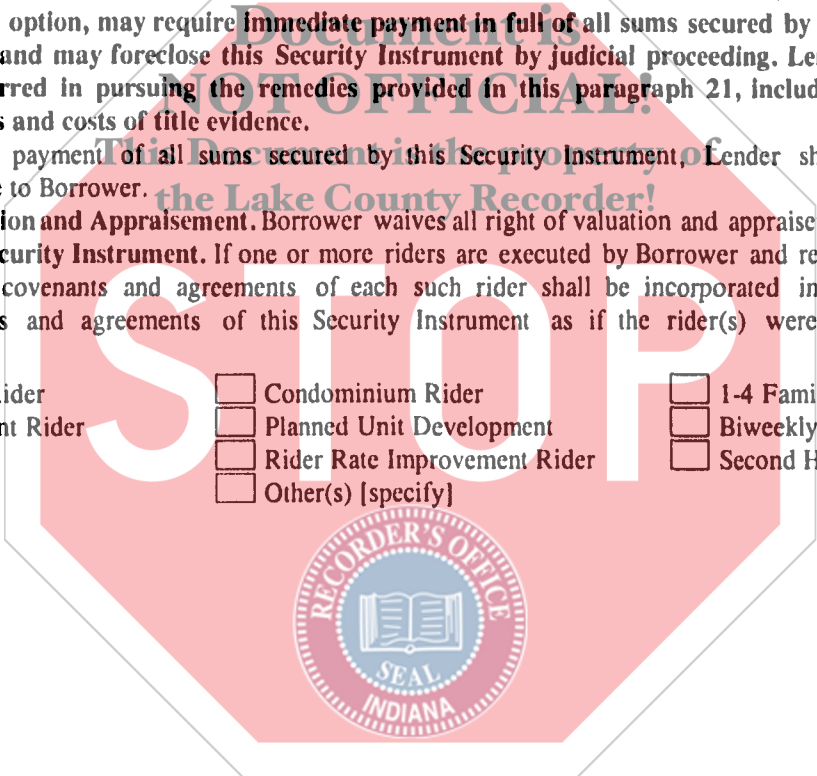 option, may require immediate payment in full of all sums secured by
and may foreclose this Security Instrument by judicial proceeding. Le
rred in pursuing the remedies provided in this paragraph 21, includ
s and costs of title evidence.
payment of all sums secured by this Security Instrument, Lender sh
e to Borrower.
ion and Appraisement. Borrower waives all right of valuation and appraise
curity Instrument. If one or more riders are executed by Borrower and re
covenants and agreements of each such rider shall be incorporated in
s and agreements of this Security Instrument as if the rider(s) were
ider Condominium Rider 1-4 Fami
nt Rider Planned Unit Development Biweekly
Rider Rate Improvement Rider Second H
Other(s) [specify]
Document is
NOT OFFICIAL!
This Document is the property of
the Lake County Recorder!
STOP
RECORDER'S OFFICE
SEAL
INDIANA